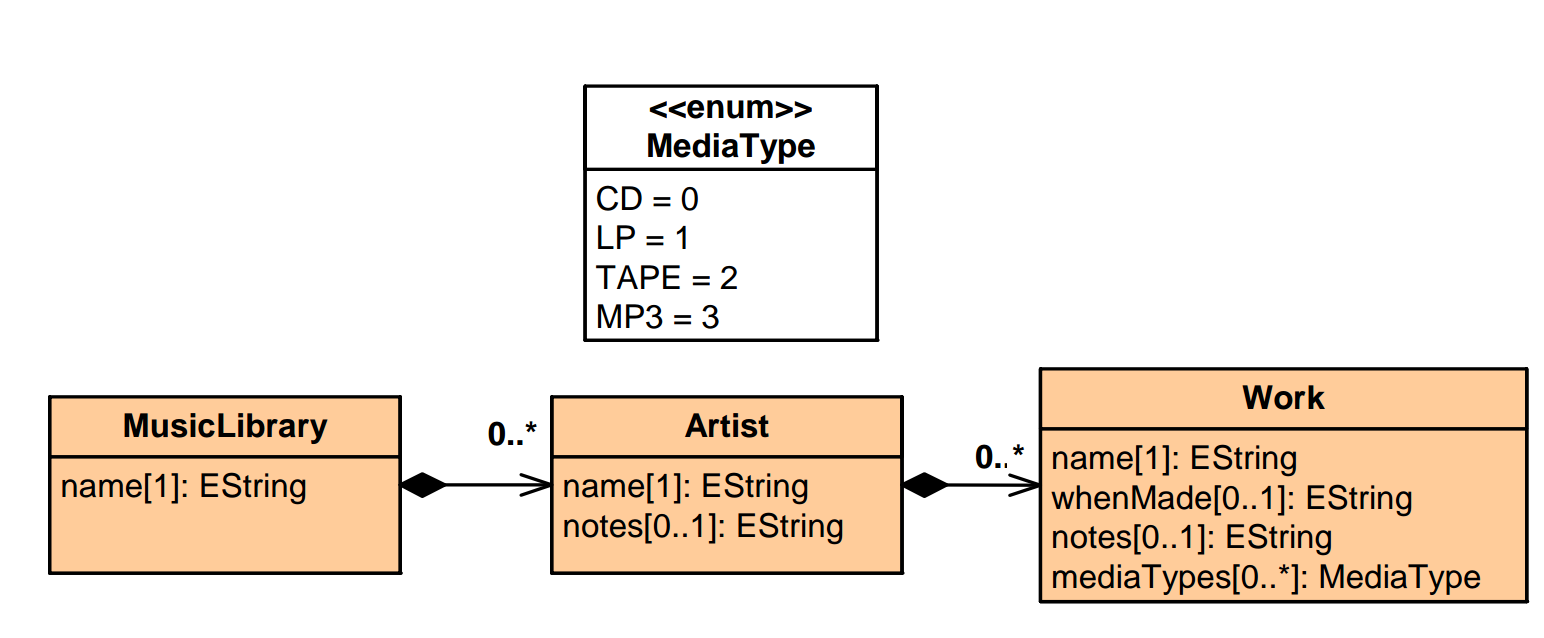 <<enum>>
MediaType
CD = 0
LP = 1
TAPE = 2
MP3 = 3
MusicLibrary
name[1]: EString
0..*
Artist
name[1]: EString
notes[0..1]: EString
0..*
Work
name[1]: EString
whenMade[0..1]: EString
notes[0..1]: EString
mediaTypes[0..*]: MediaType